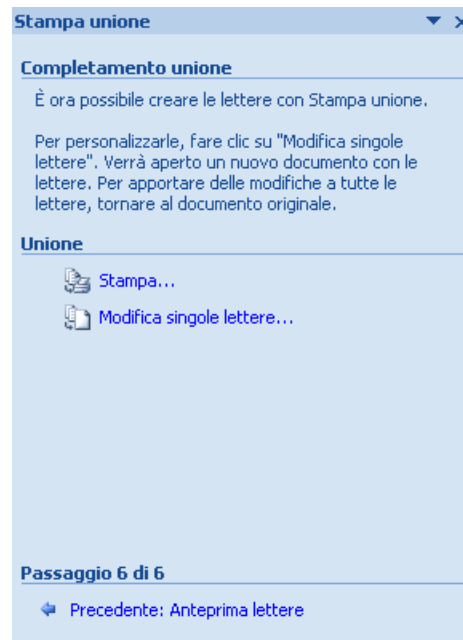 Stampa unione
Completamento unione
È ora possibile creare le lettere con Stampa unione.
Per personalizzarle, fare clic su "Modifica singole
lettere". Verrà aperto un nuovo documento con le
lettere. Per apportare delle modifiche a tutte le
lettere, tornare al documento originale.
Unione
Stampa...
Modifica singole lettere...
Passaggio 6 di 6
Precedente: Anteprima lettere